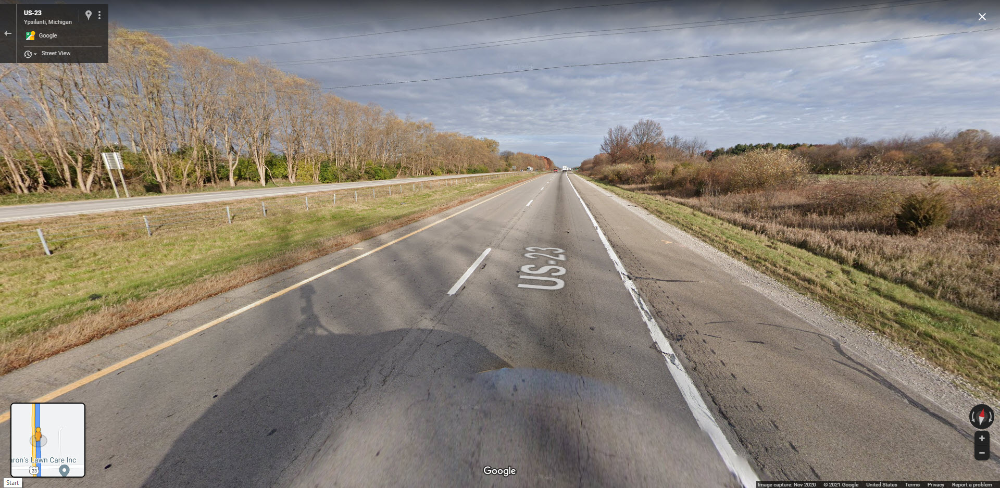 US-23
Ypsilanti, Michigan
Google
Street View
US-23
aron's Lawn Care Inc
23
Start
Google
Image capture: Nov 2020 © 2021 Google United States Terms Privacy Report a problem